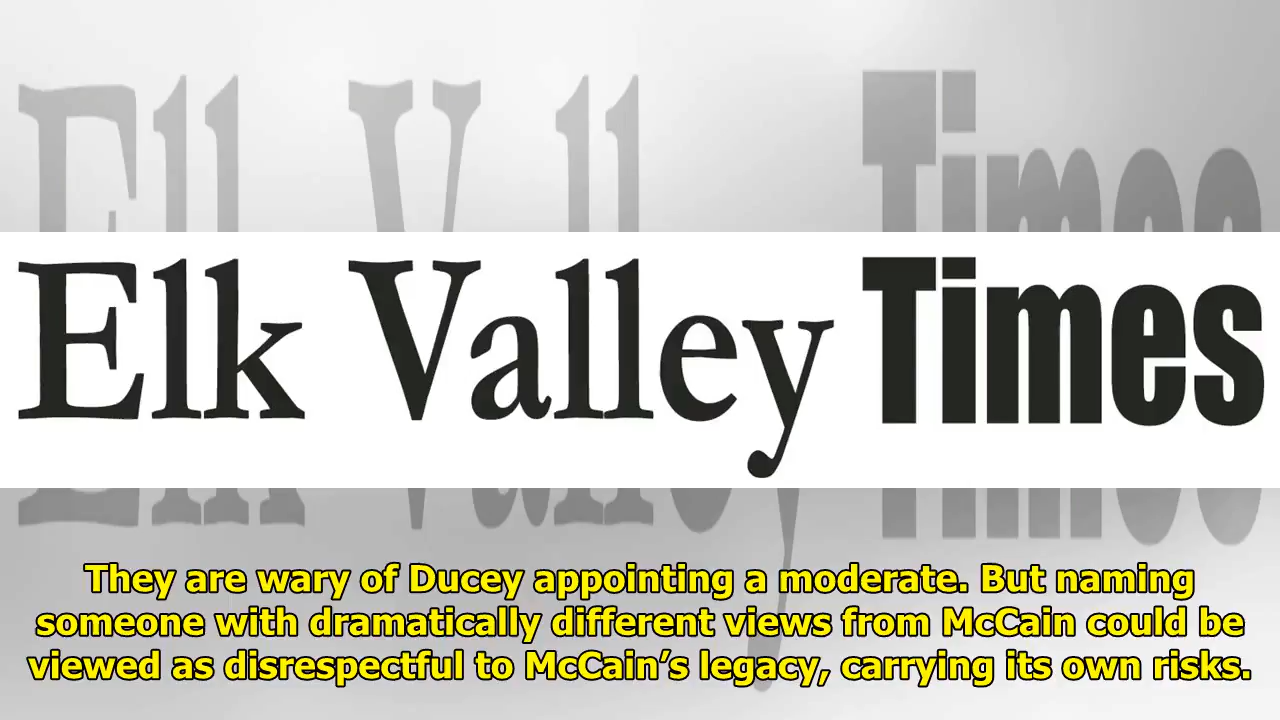 Elk Valley Times
They are wary of Ducey appointing a moderate. But naming
someone with dramatically different views from McCain could be
viewed as disrespectful to McCain’s legacy, carrying its own risks.